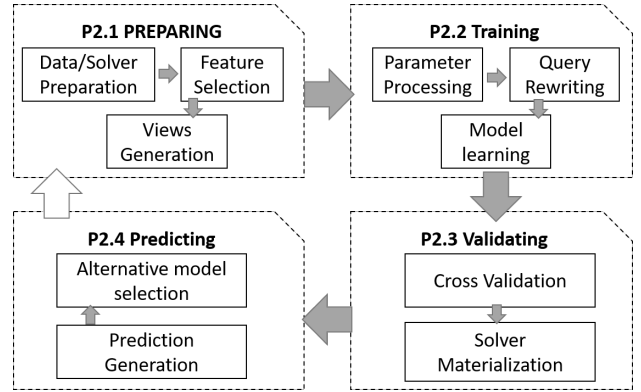 P2.1 PREPARING
Data/Solver
Preparation
Feature
Selection
Views
Generation
P2.2 Training
Parameter
Processing
Query
Rewriting
Model
learning
P2.3 Validating
Cross Validation
Solver
Materialization
P2.4 Predicting
Alternative model
selection
Prediction
Generation